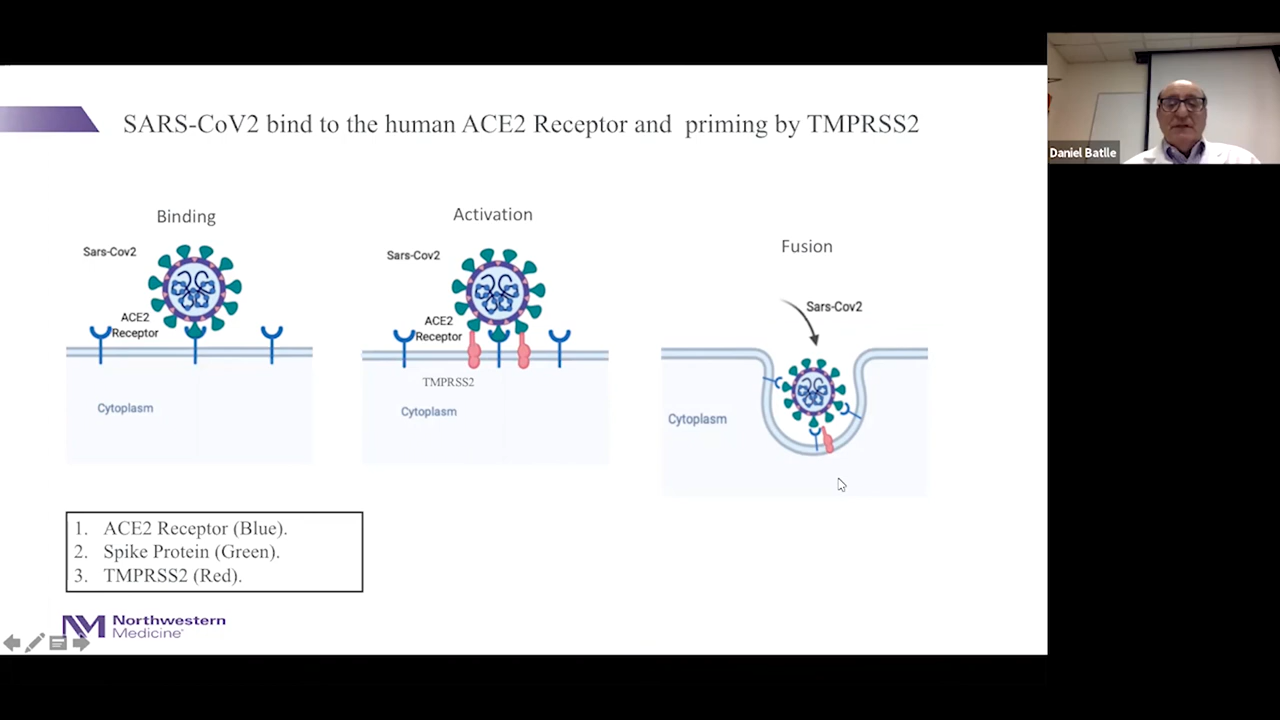 SARS-CoV2 bind to the human ACE2 Receptor and priming by TMPRSS2
Daniel Batlle
Binding
Sars-Cov2
ACE2
Receptor
Cytoplasm
Activation
Sars-Cov2
ACE2
Receptor
TMPRSS2
Cytoplasm
Fusion
Sars-Cov2
Cytoplasm
1. ACE2 Receptor (Blue).
2. Spike Protein (Green).
3. TMPRSS2 (Red).
NM Northwestern
Medicine®